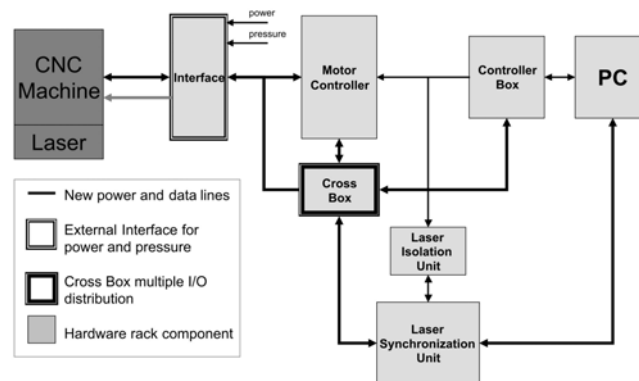 power
pressure
CNC
Machine
Laser
Interface
Motor
Controller
Controller
Box
PC
Cross
Box
Laser
Isolation
Unit
Laser
Synchronization
Unit
New power and data lines
External Interface for
power and pressure
Cross Box multiple I/O
distribution
Hardware rack component